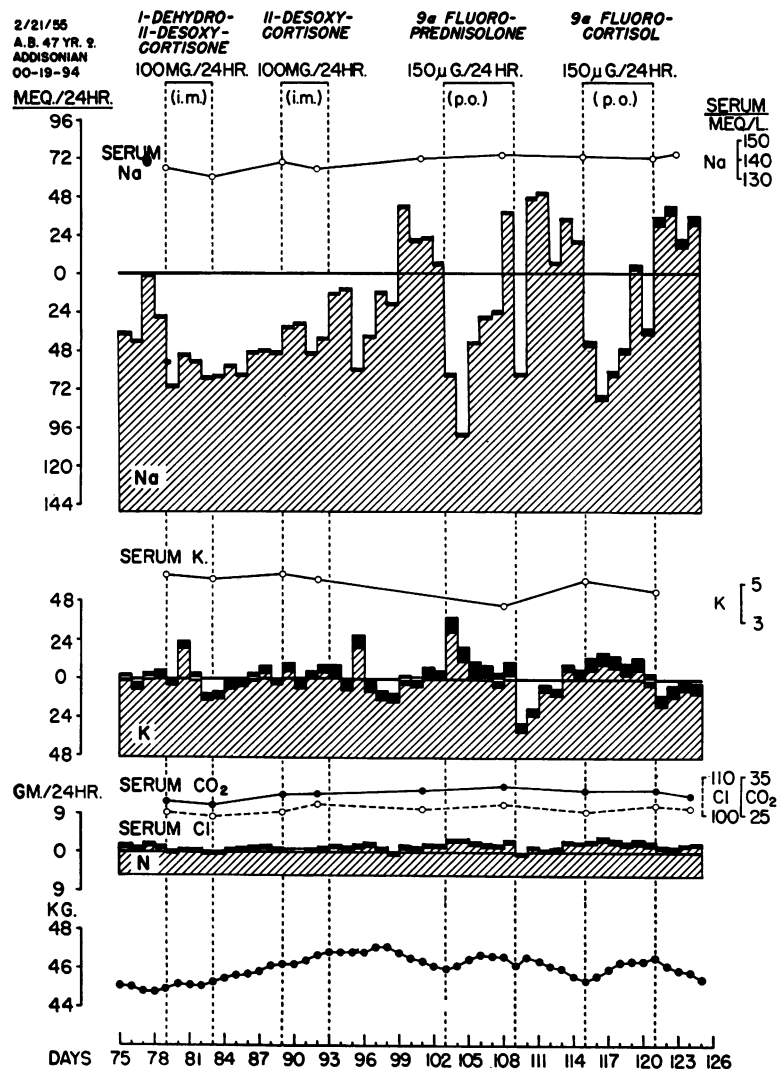 2/21/55
A.B. 47 YR. ♀.
ADDISONIAN
00-19-94
M.EQ./24HR.
1-DEHYDRO-
11-DESOXY-
CORTISONE
100MG./24HR.
(i.m.)
11-DESOXY-
CORTISONE
100MG./24HR.
(i.m.)
9α FLUORO-
PREDNISOLONE
150μG/24HR.
(p.o.)
9α FLUORO-
CORTISOL
150μG/24HR.
(p.o.)
SERUM
MEQ/L.
96
72
48
24
0
24
48
72
96
120
144
SERUM
Na
Na
150
140
130
Na
SERUM K.
K
5
3
48
24
0
24
48
K
GM./24HR.
9
0
9
SERUM CO2
SERUM Cl
110
Cl
100
35
CO2
25
N
KG.
48
46
44
DAYS
75 78 81 84 87 90 93 96 99 102 105 108 111 114 117 120 123 126